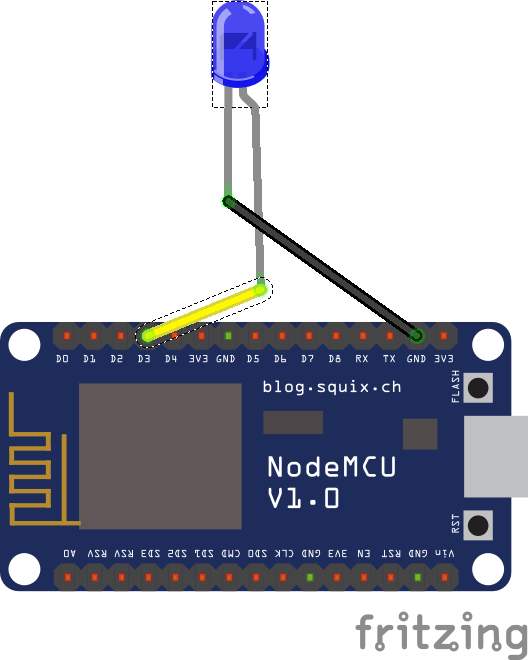 D0 D1 D2 D3 D4 3V3 GND D5 D6 D7 D8 RX TX GND 3V3
FLASH
blog.squix.ch
NodeMCU
V1.0
RST
A0 RSV RSV SD3 SD2 SD1 CMD SD0 CLK GND 3V3 EN RST GND Vin
fritzing